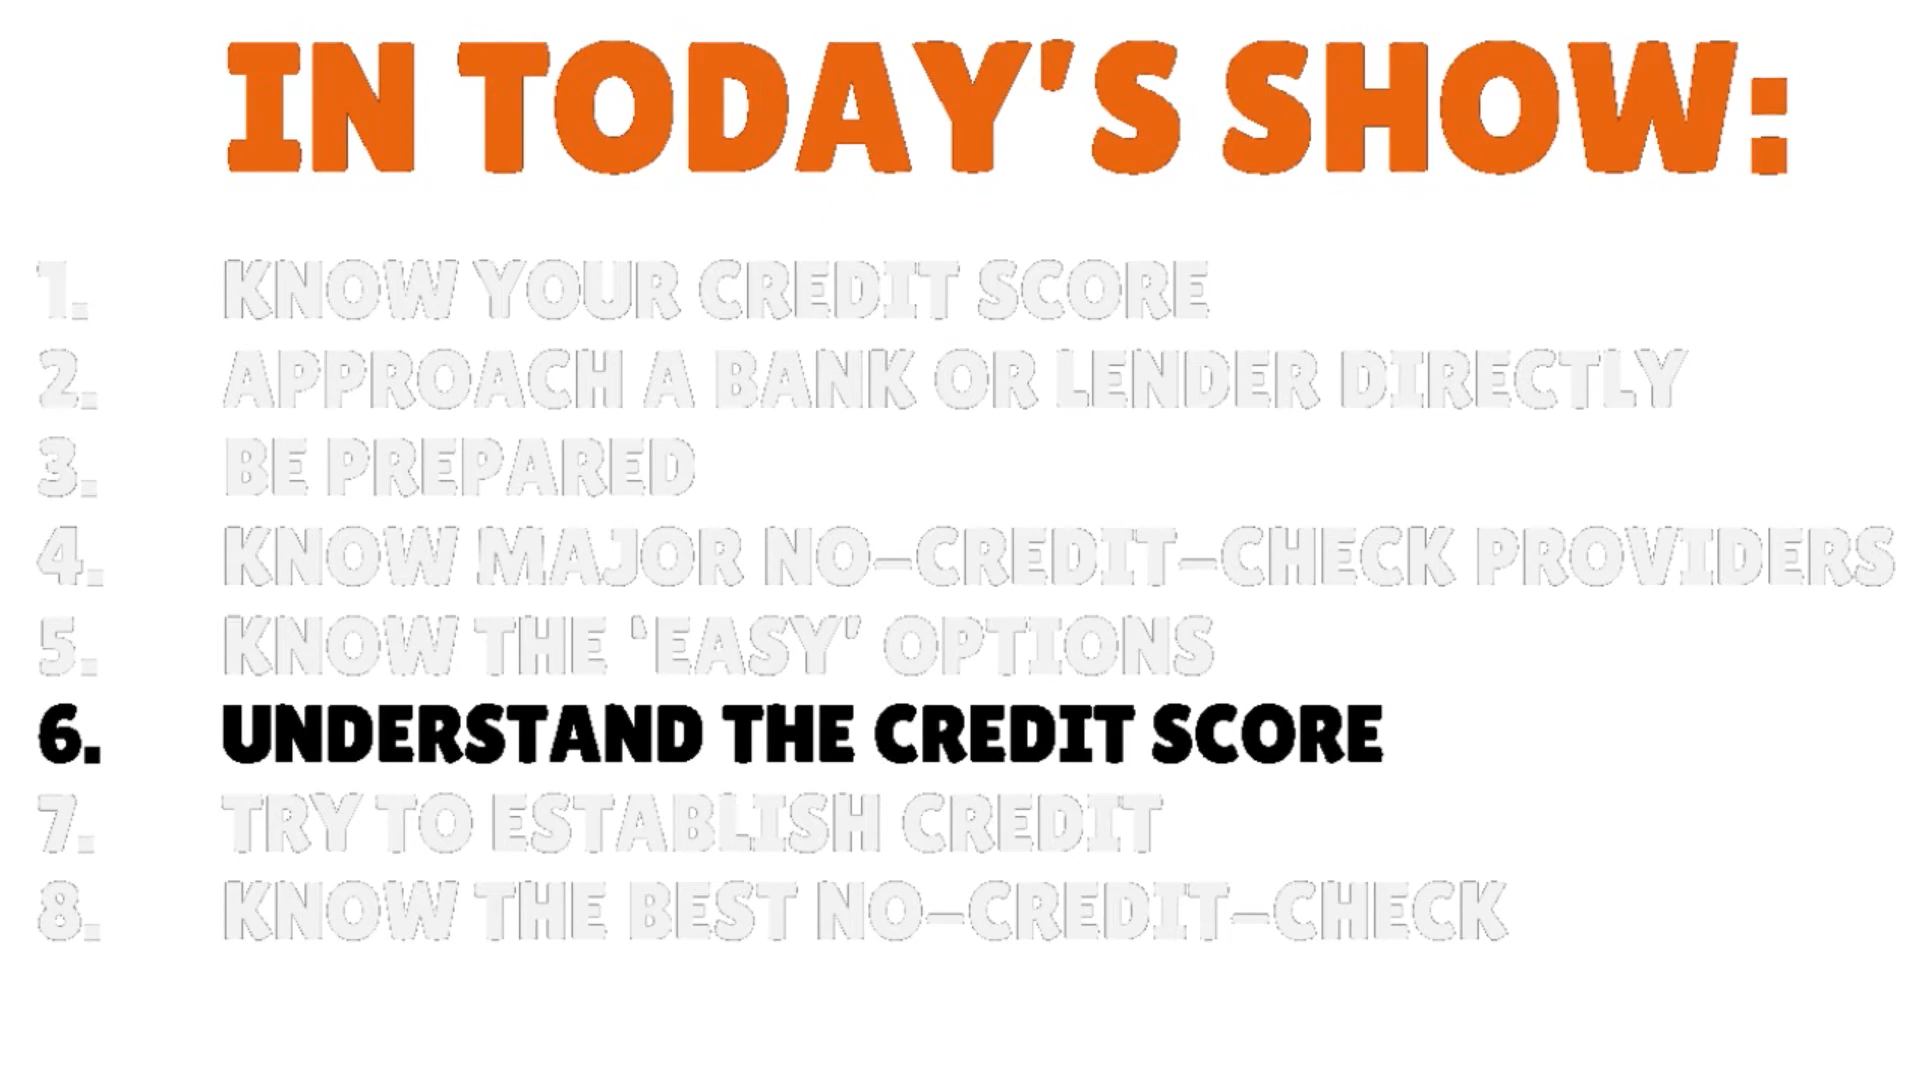 IN TODAY'S SHOW:
1. KNOW YOUR CREDIT SCORE
2. APPROACH A BANK OR LENDER DIRECTLY
3. BE PREPARED
4. KNOW MAJOR NO-CREDIT-CHECK PROVIDERS
5. KNOW THE 'EASY' OPTIONS
6. UNDERSTAND THE CREDIT SCORE
7. TRY TO ESTABLISH CREDIT
8. KNOW THE BEST NO-CREDIT-CHECK